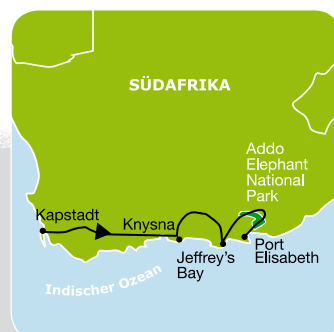 SÜDAFRIKA
Addo
Elephant
National
Park
Kapstadt
Knysna
Jeffrey's
Bay
Port
Elisabeth
Indischer Ozean